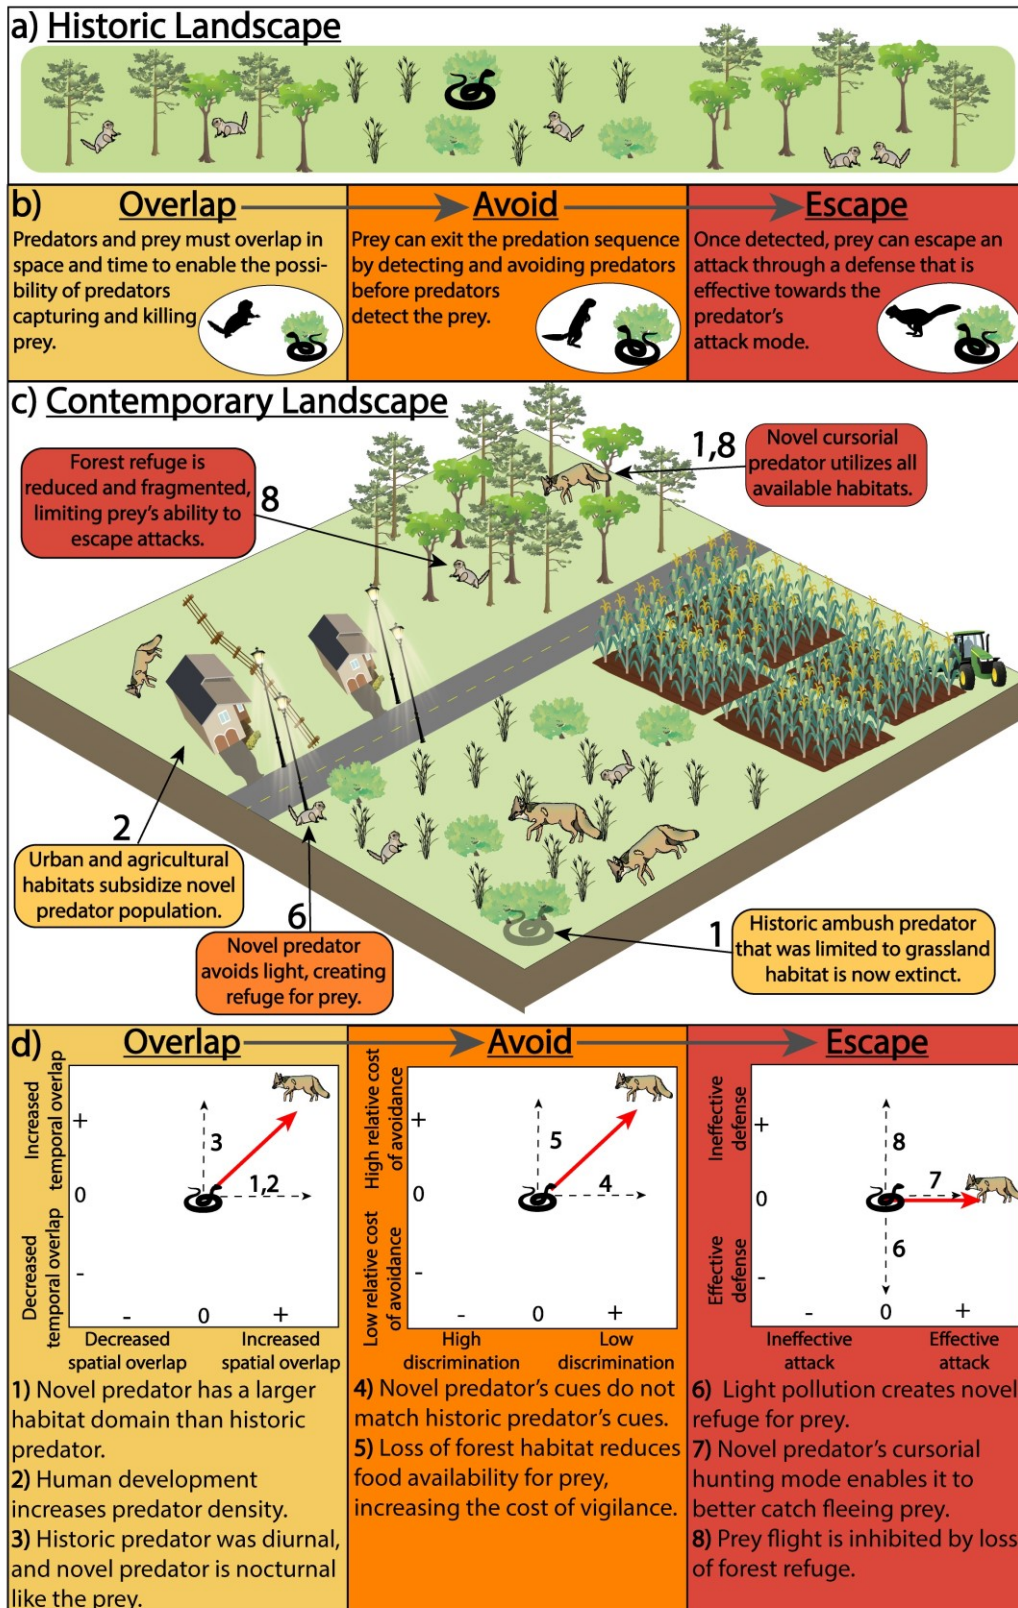 a) Historic Landscape
b)
Overlap
Predators and prey must overlap in
space and time to enable the possi-
bility of predators
capturing and killing
prey.
Avoid
Prey can exit the predation sequence
by detecting and avoiding predators
before predators
detect the prey.
Escape
Once detected, prey can escape an
attack through a defense that is
effective towards the
predator's
attack mode.
c) Contemporary Landscape
Forest refuge is
reduced and fragmented,
limiting prey's ability to
escape attacks.
8
1,8
Novel cursorial
predator utilizes all
available habitats.
2
Urban and agricultural
habitats subsidize novel
predator population.
6
Novel predator
avoids light, creating
refuge for prey.
1
Historic ambush predator
that was limited to grassland
habitat is now extinct.
d)
Overlap
Increased
temporal overlap
Decreased
temporal overlap
+
0
-
3
1,2
-
0
+
Decreased
spatial overlap
Increased
spatial overlap
1) Novel predator has a larger
habitat domain than historic
predator.
2) Human development
increases predator density.
3) Historic predator was diurnal,
and novel predator is nocturnal
like the prey.
Avoid
High relative cost
of avoidance
Low relative cost
of avoidance
+
0
-
5
4
-
0
+
High
discrimination
Low
discrimination
4) Novel predator's cues do not
match historic predator's cues.
5) Loss of forest habitat reduces
food availability for prey,
increasing the cost of vigilance.
Escape
Ineffective
defense
Effective
defense
+
0
-
8
7
6
-
0
+
Ineffective
attack
Effective
attack
6) Light pollution creates novel
refuge for prey.
7) Novel predator's cursorial
hunting mode enables it to
better catch fleeing prey.
8) Prey flight is inhibited by loss
of forest refuge.